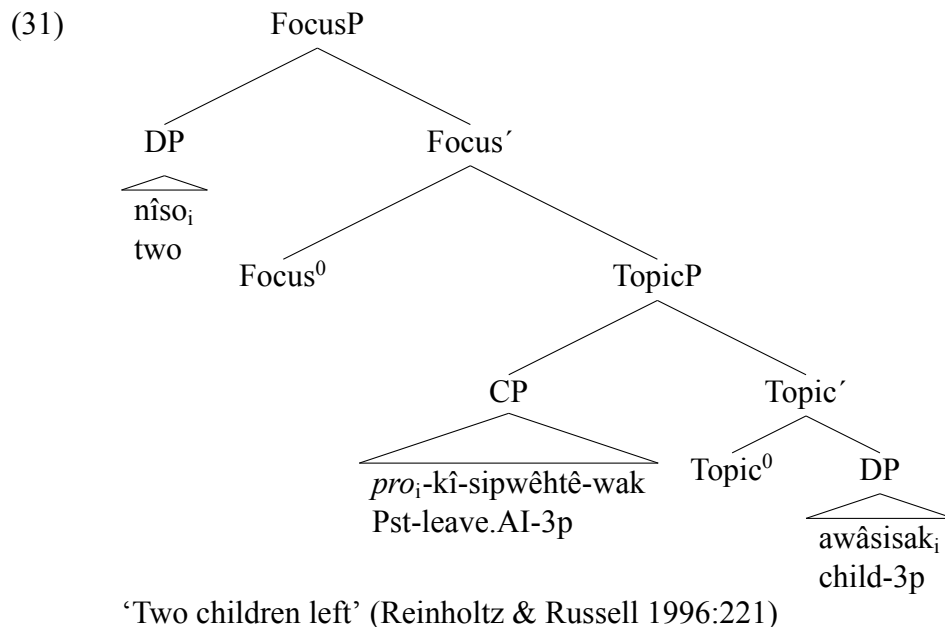 (31) FocusP
DP Focus´
nîsoᵢ
two
Focus⁰ TopicP
CP Topic´
Topic⁰ DP
proᵢ-kî-sipwêhtê-wak
Pst-leave.AI-3p
awâsisakᵢ
child-3p
‘Two children left’ (Reinholtz & Russell 1996:221)